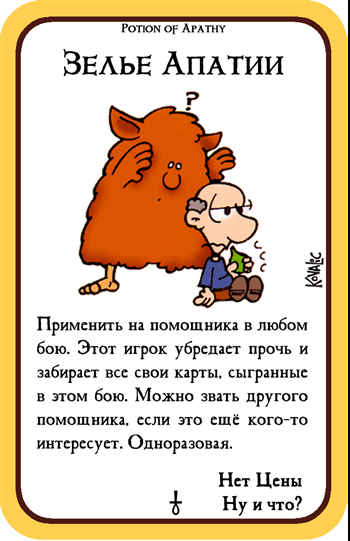 Potion of Apathy
Зелье Апатии
?
Kovalic
Применить на помощника в любом
бою. Этот игрок убредает прочь и
забирает все свои карты, сыгранные
в этом бою. Можно звать другого
помощника, если это ещё кого-то
интересует. Одноразовая.
Нет Цены
Ну и что?